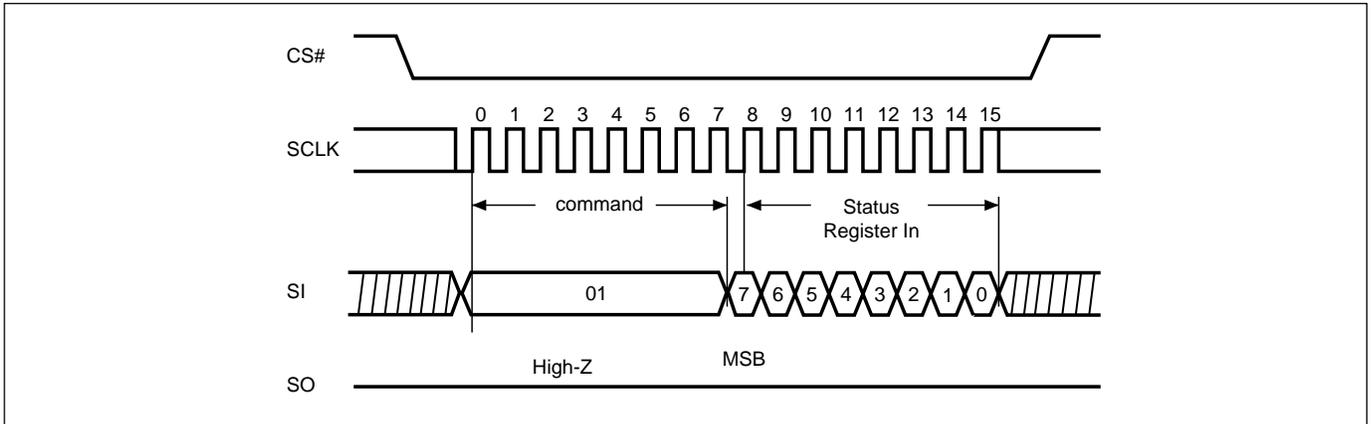 CS#
0 1 2 3 4 5 6 7 8 9 10 11 12 13 14 15
SCLK
command
Status
Register In
SI
01
7 6 5 4 3 2 1 0
High-Z
MSB
SO